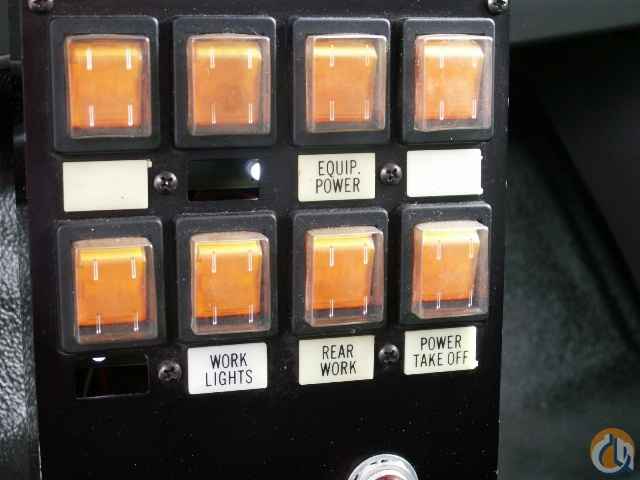 EQUIP.
POWER
WORK
LIGHTS
REAR
WORK
POWER
TAKE OFF